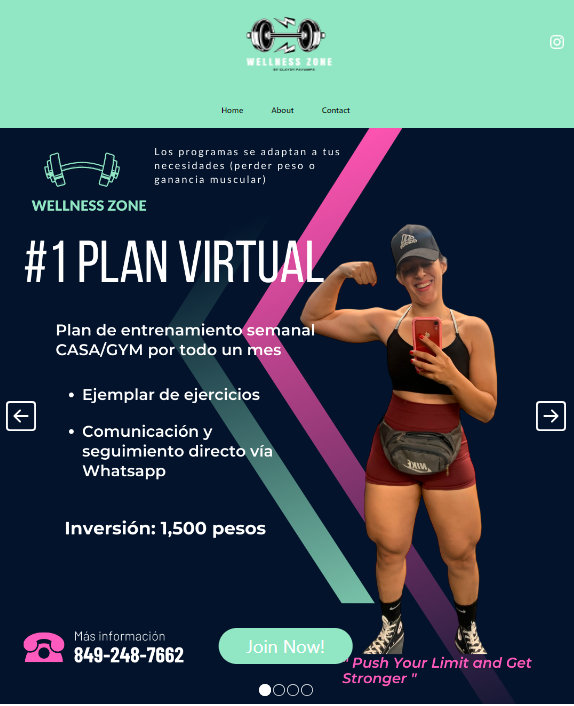 WELLNESS ZONE
Home About Contact
Los programas se adaptan a tus
necesidades (perder peso o
ganancia muscular)
WELLNESS ZONE
#1 PLAN VIRTUAL
Plan de entrenamiento semanal
CASA/GYM por todo un mes
• Ejemplar de ejercicios
• Comunicación y
seguimiento directo vía
Whatsapp
NIKE
Inversión: 1,500 pesos
Más información
849-248-7662
Join Now!
" Push Your Limit and Get
Stronger "